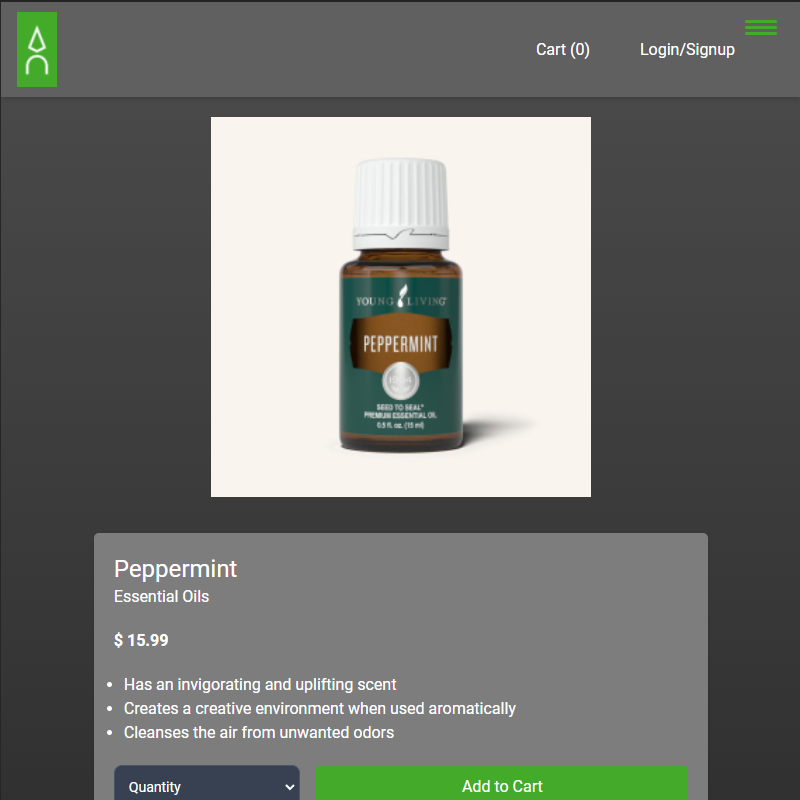 Cart (0)
Login/Signup
YOUNG LIVING
PEPPERMINT
SEED TO SEAL
PREMIUM ESSENTIAL OIL
0.5 fl. oz. (15 ml)
Peppermint
Essential Oils
$ 15.99
Has an invigorating and uplifting scent
Creates a creative environment when used aromatically
Cleanses the air from unwanted odors
Quantity
Add to Cart